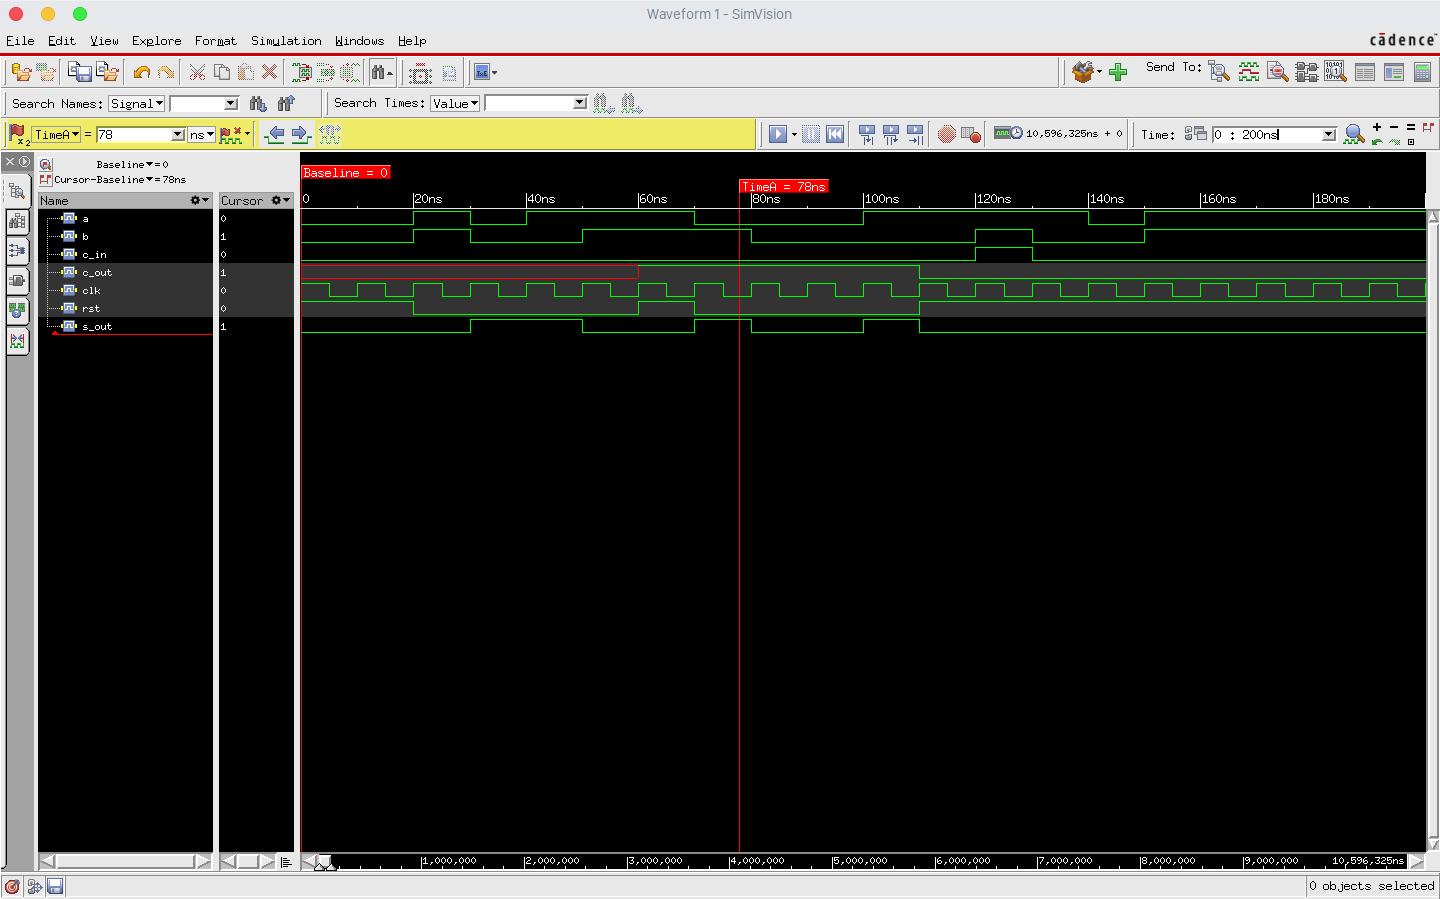 Waveform 1 - SimVision
File Edit View Explore Format Simulation Windows Help
cādence™
Send To:
Search Names: Signal
Search Times: Value
TimeA = 78 ns
10,596,325ns + 0
Time: 0 : 200ns
Baseline = 0
Cursor-Baseline = 78ns
Name
Cursor
Baseline = 0
TimeA = 78ns
0 20ns 40ns 60ns 80ns 100ns 120ns 140ns 160ns 180ns
a 0
b 1
c_in 0
c_out 1
clk 0
rst 0
s_out 1
1,000,000 2,000,000 3,000,000 4,000,000 5,000,000 6,000,000 7,000,000 8,000,000 9,000,000 10,596,325ns
0 objects selected